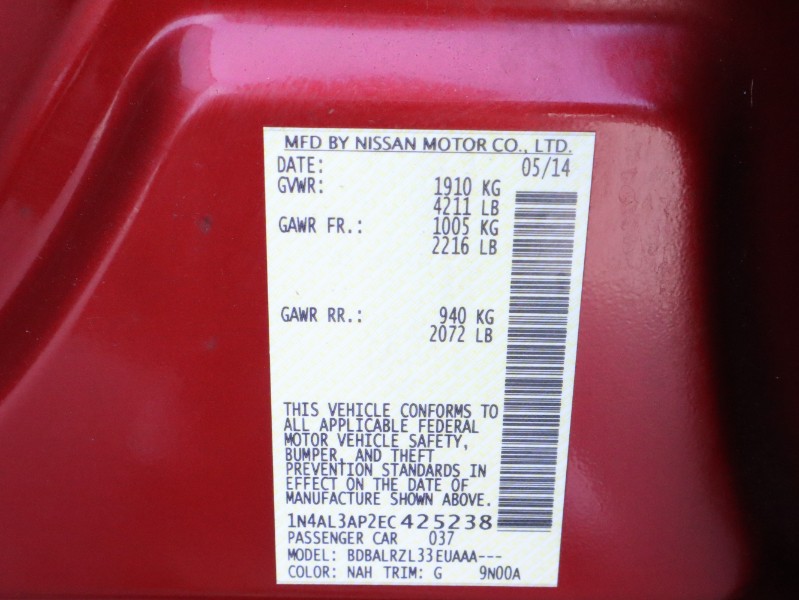 MFD BY NISSAN MOTOR CO., LTD.
DATE: 05/14
GVWR: 1910 KG
4211 LB
GAWR FR.: 1005 KG
2216 LB
GAWR RR.: 940 KG
2072 LB
THIS VEHICLE CONFORMS TO
ALL APPLICABLE FEDERAL
MOTOR VEHICLE SAFETY,
BUMPER, AND THEFT
PREVENTION STANDARDS IN
EFFECT ON THE DATE OF
MANUFACTURE SHOWN ABOVE.
1N4AL3AP2EC425238
PASSENGER CAR 037
MODEL: BDBALRZL33EUAAA---
COLOR: NAH TRIM: G 9N00A